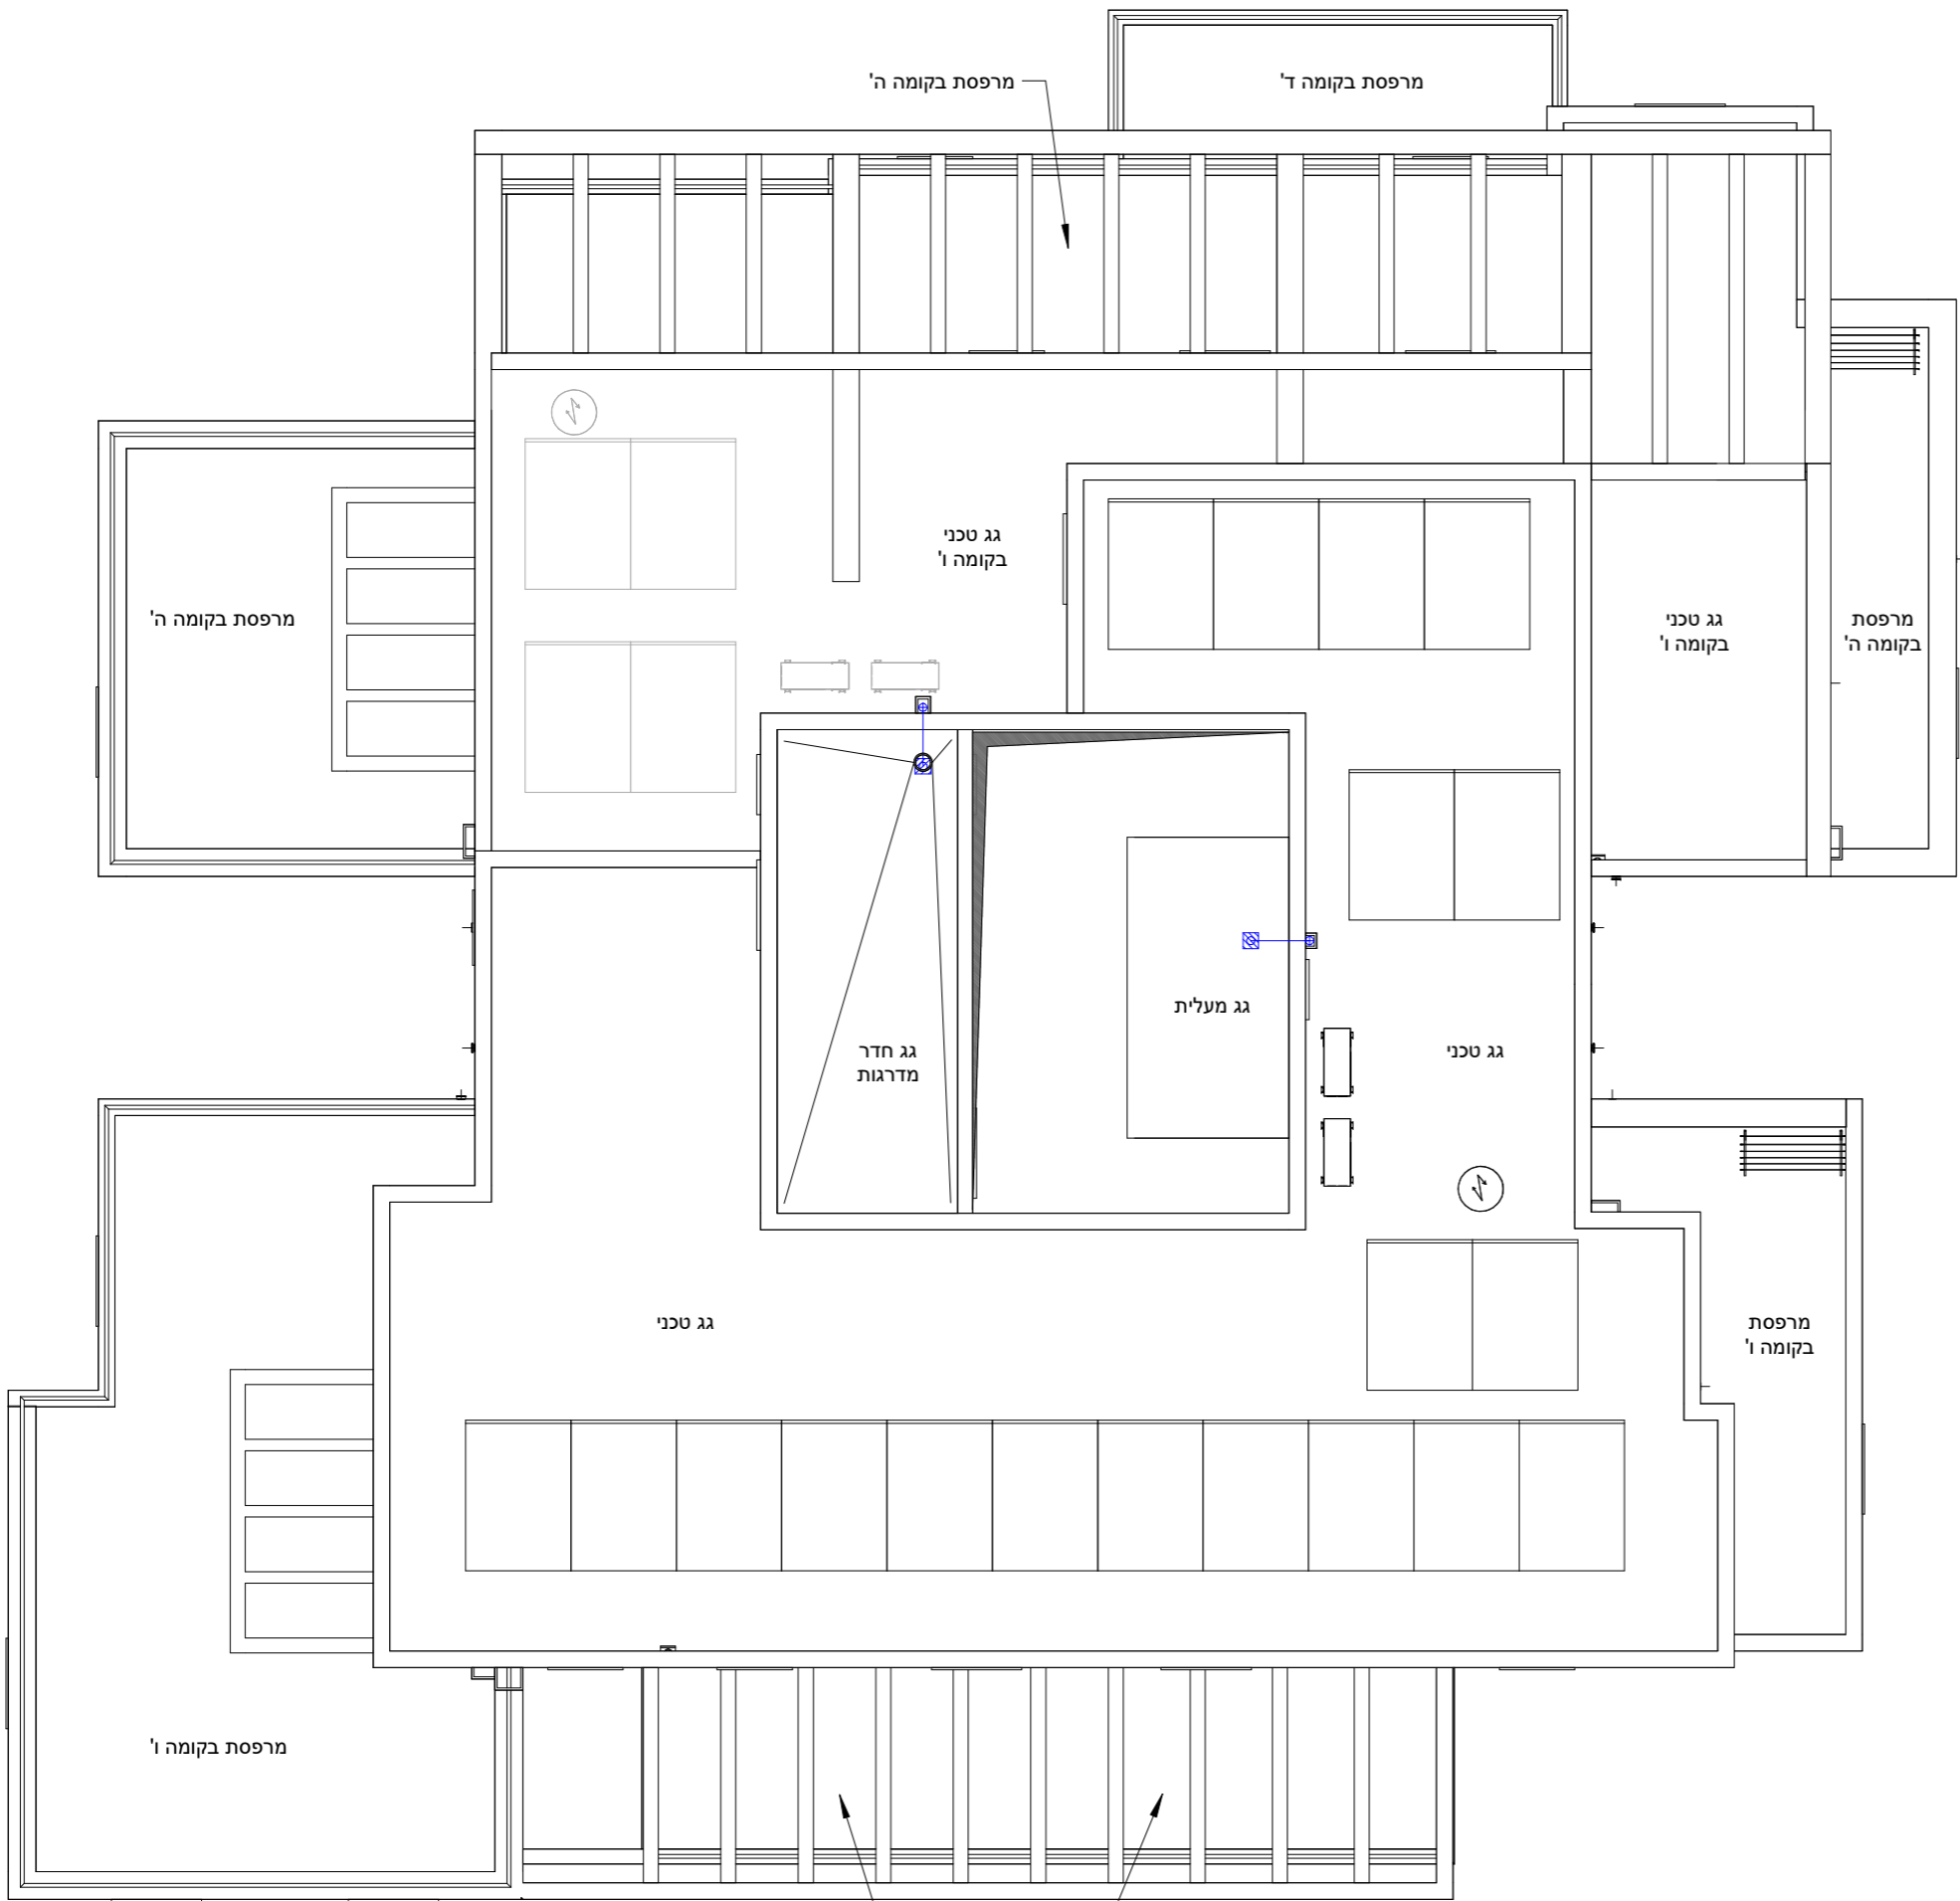 מרפסת בקומה ד'
מרפסת בקומה ה'
גג טכני
בקומה ו'
מרפסת
בקומה ה'
גג טכני
בקומה ו'
מרפסת בקומה ה'
גג מעלית
גג טכני
גג חדר
מדרגות
מרפסת
בקומה ו'
גג טכני
מרפסת בקומה ו'